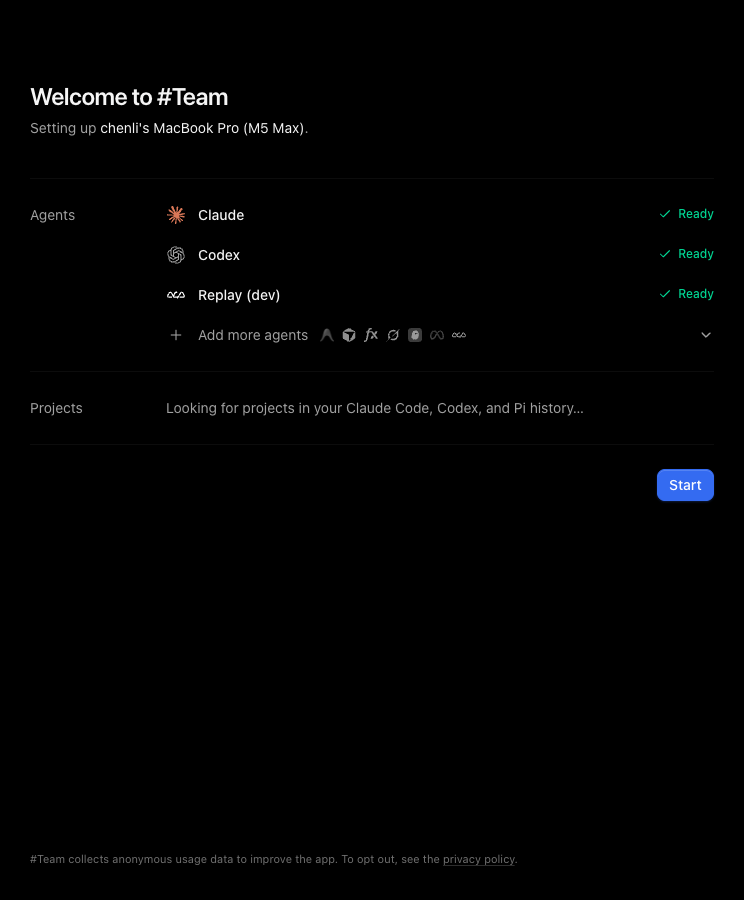 Welcome to #Team
Setting up chenli's MacBook Pro (M5 Max).
Agents
Claude
Ready
Codex
Ready
Replay (dev)
Ready
Add more agents
Projects
Looking for projects in your Claude Code, Codex, and Pi history...
Start
#Team collects anonymous usage data to improve the app. To opt out, see the privacy policy.